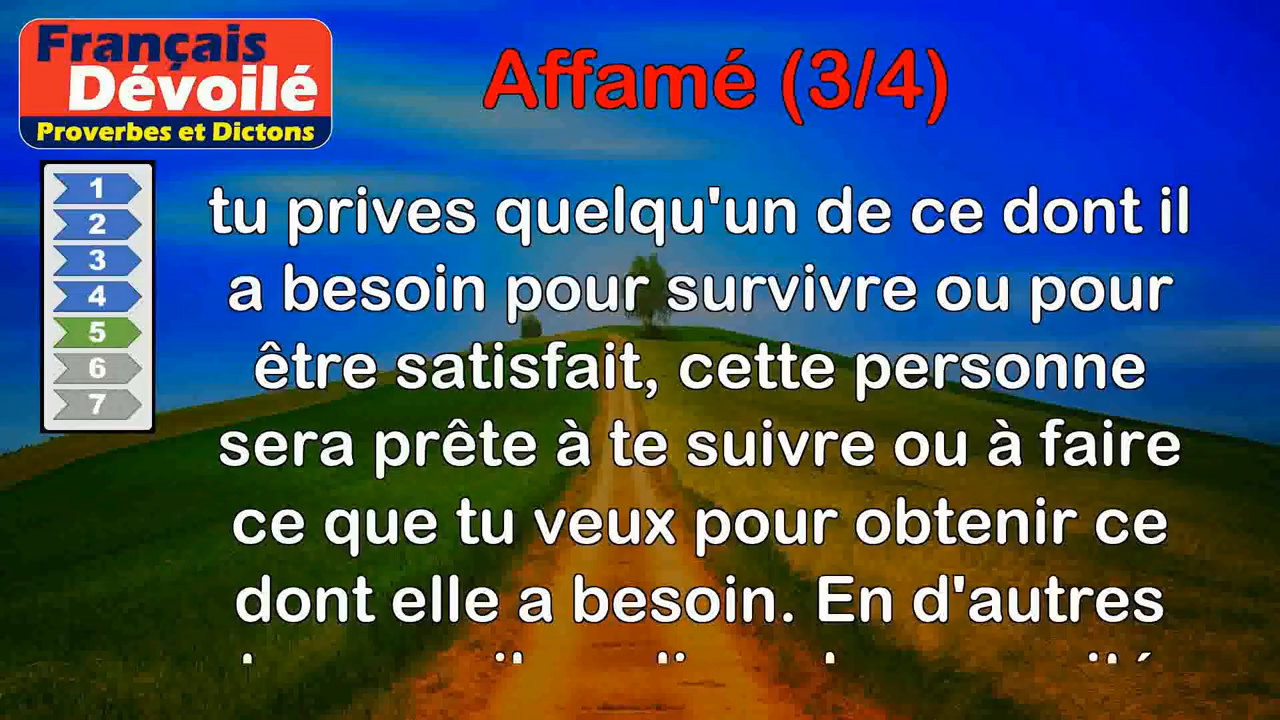 Français
Dévoilé
Proverbes et Dictons
Affamé (3/4)
1
2
3
4
5
6
7
tu prives quelqu'un de ce dont il
a besoin pour survivre ou pour
être satisfait, cette personne
sera prête à te suivre ou à faire
ce que tu veux pour obtenir ce
dont elle a besoin. En d'autres